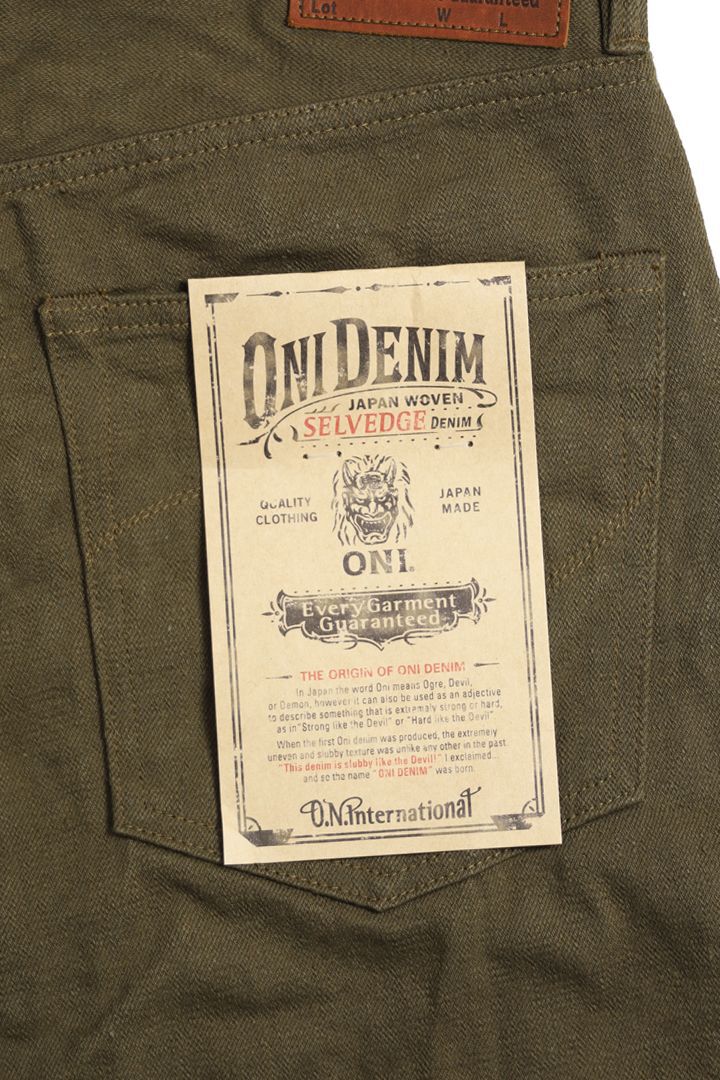 Guaranteed
Lot W L
ONI DENIM
JAPAN WOVEN
SELVEDGE DENIM
QUALITY
CLOTHING
JAPAN
MADE
ONI.
Every Garment
Guaranteed
THE ORIGIN OF ONI DENIM
In Japan the word Oni means Ogre, Devil,
or Demon, however it can also be used as an adjective
to describe something that is extremely strong or hard,
as in "Strong like the Devil" or "Hard like the Devil"
When the first Oni denim was produced, the extremely
uneven and slubby texture was unlike any other in the past.
"This denim is slubby like the Devil!" I exclaimed...
and so the name "ONI DENIM" was born.
O.N.International